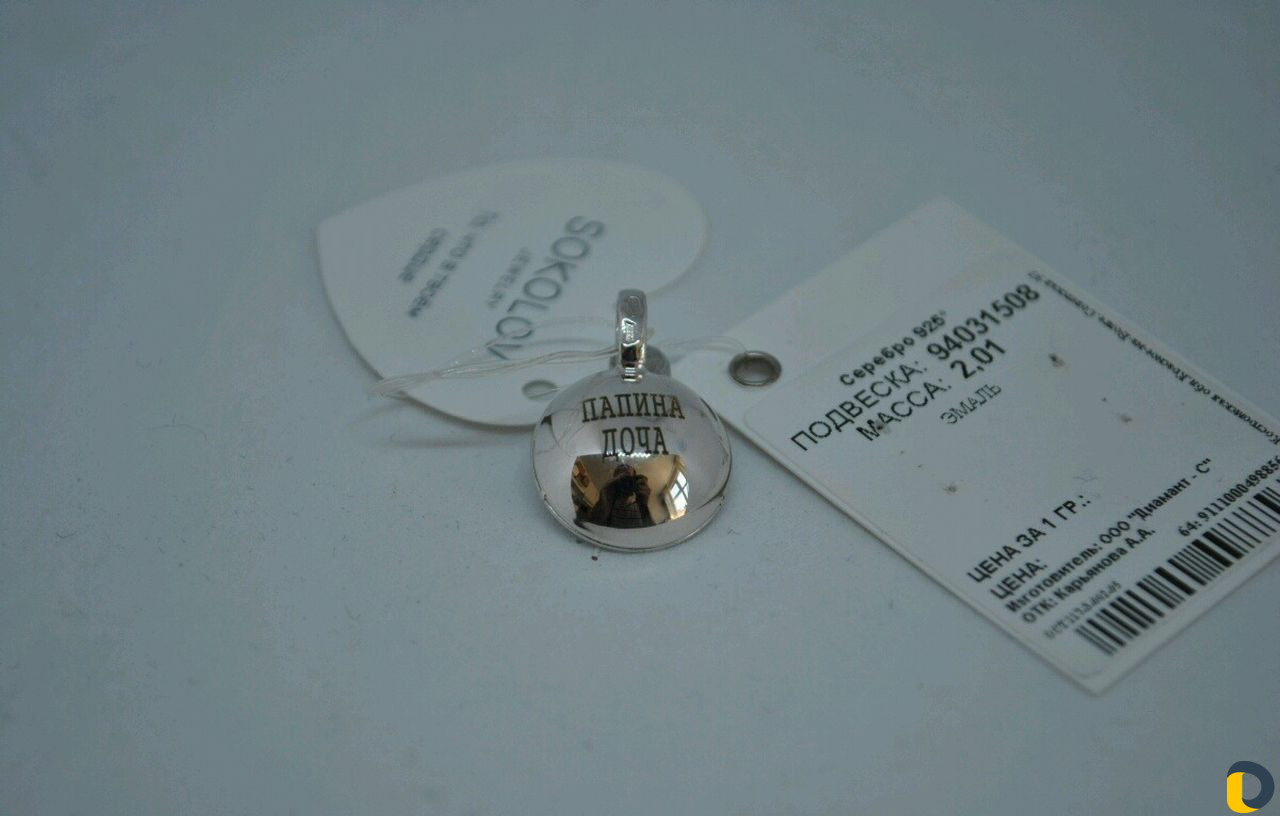 SOKOLOV
JEWELRY
ПАПИНА
ДОЧА
Серебро 925°
ПОДВЕСКА: 94031508
МАССА: 2,01
ЭМАЛЬ
ЦЕНА ЗА 1 ГР.:
ЦЕНА:
Изготовитель: ООО "Диамант - С"
ОТК: Карьянова А.А.